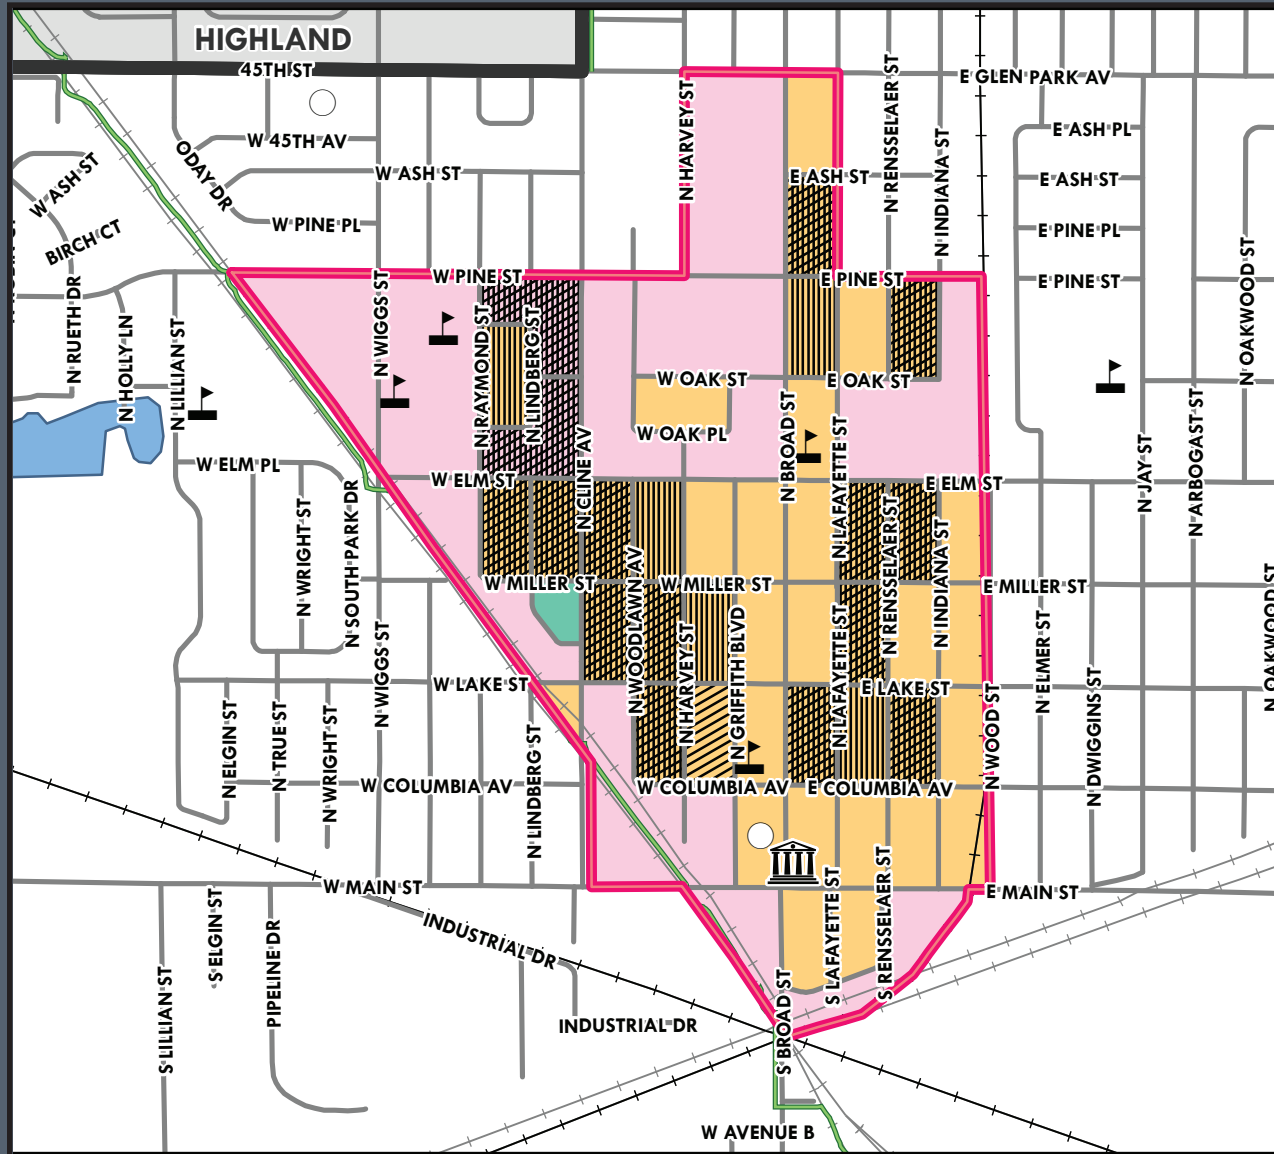 HIGHLAND
45TH ST
E GLEN PARK AV
N HARVEY ST
N RENSSELAER ST
W 45TH AV
E ASH PL
ODAY DR
W ASH ST
W ASH ST
E ASH ST
E ASH ST
N INDIANA ST
W PINE PL
E PINE PL
BIRCH CT
W PINE ST
E PINE ST
E PINE ST
N OAKWOOD ST
N RUETH DR
N HOLLY LN
N LILLIAN ST
N WIGGS ST
N RAYMOND ST
N LINDBERG ST
W OAK ST
E OAK ST
W OAK PL
N BROAD ST
N LAFAYETTE ST
N CLINE AV
N JAY ST
N ARBOGAST ST
W ELM PL
W ELM ST
E ELM ST
N WRIGHT ST
N SOUTH PARK DR
N RENSSELAER ST
N INDIANA ST
W MILLER ST
W MILLER ST
E MILLER ST
N WOODLAWN AV
N HARVEY ST
N GRIFFITH BLVD
N LAFAYETTE ST
N WIGGS ST
N ELMER ST
N OAKWOOD ST
W LAKE ST
E LAKE ST
N ELGIN ST
N TRUE ST
N WRIGHT ST
N LINDBERG ST
N WOOD ST
N DWIGGINS ST
W COLUMBIA AV
W COLUMBIA AV
E COLUMBIA AV
W MAIN ST
E MAIN ST
S ELGIN ST
PIPELINE DR
INDUSTRIAL DR
S LAFAYETTE ST
S RENSSELAER ST
S LILLIAN ST
INDUSTRIAL DR
S BROAD ST
W AVENUE B